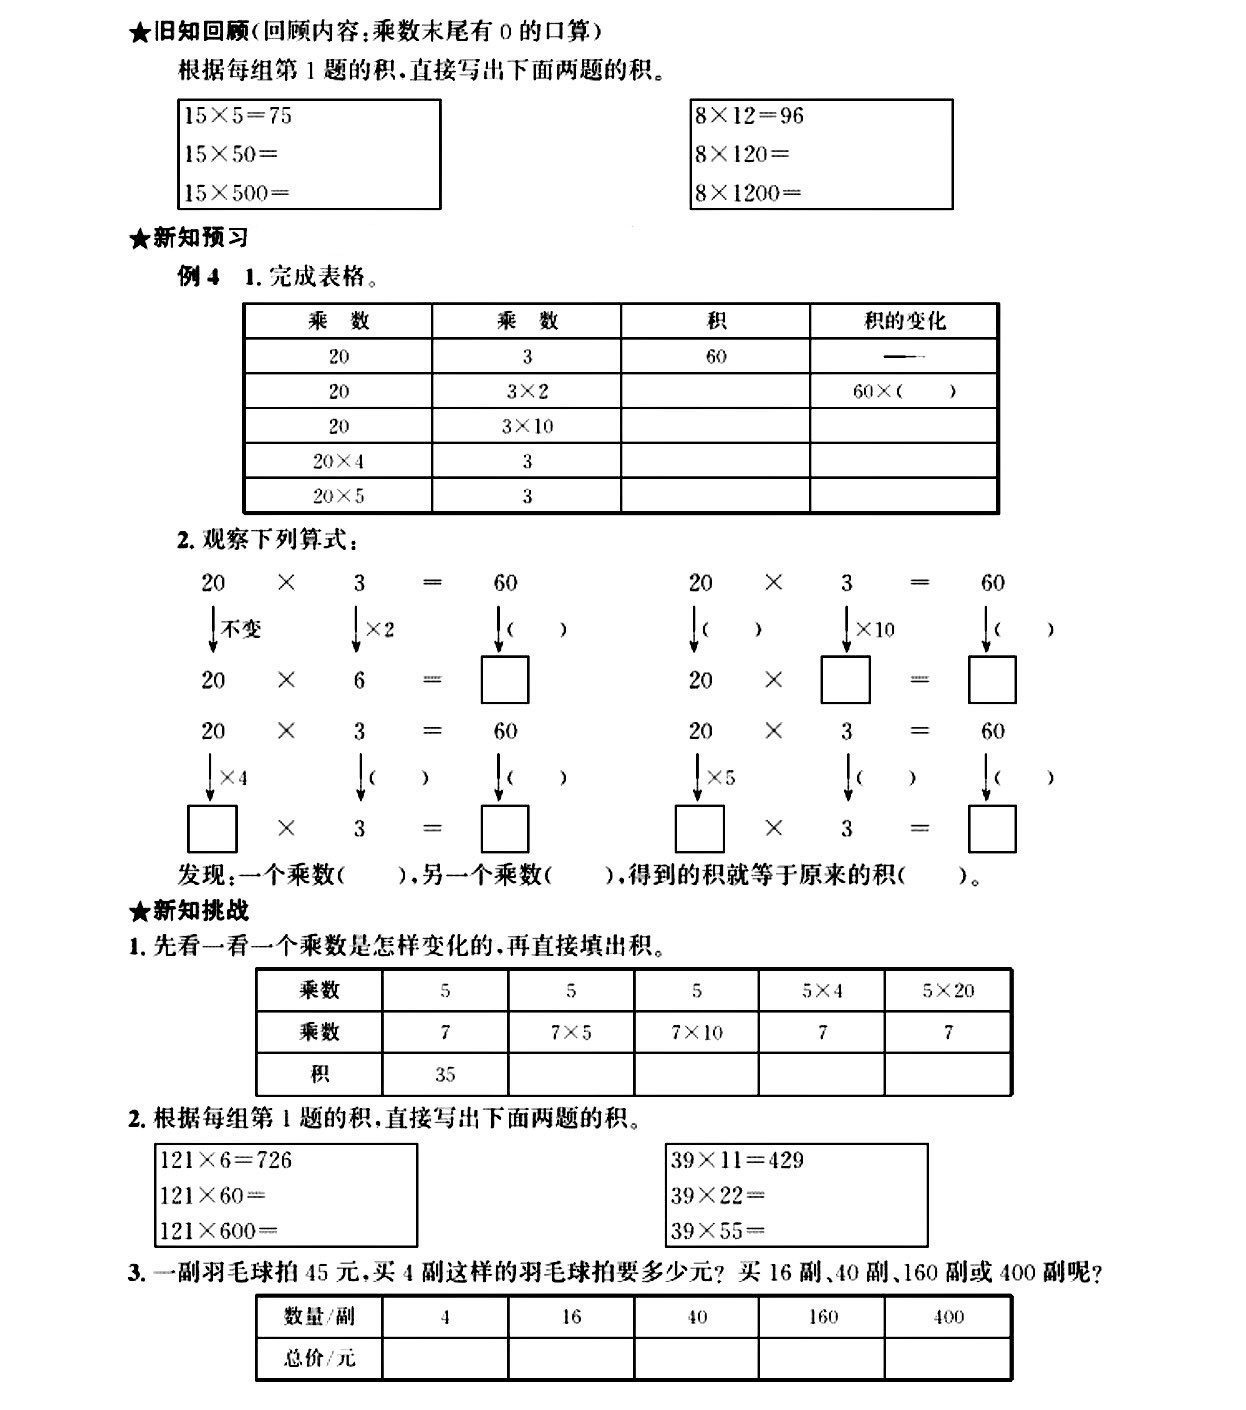 ★旧知回顾(回顾内容:乘数末尾有 0 的口算)
根据每组第 1 题的积,直接写出下面两题的积。
15×5=75 8×12=96
15×50= 8×120=
15×500= 8×1200=
★新知预习
例 4 1. 完成表格。
乘 数 乘 数 积 积的变化
20 3 60 —
20 3×2 60×( )
20 3×10
20×4 3
20×5 3
2. 观察下列算式:
20 × 3 = 60 20 × 3 = 60
不变 ×2 ( ) ( ) ×10 ( )
20 × 6 = □ 20 × □ = □
20 × 3 = 60 20 × 3 = 60
×4 ( ) ( ) ×5 ( ) ( )
□ × 3 = □ □ × 3 = □
发现:一个乘数( ),另一个乘数( ),得到的积就等于原来的积( )。
★新知挑战
1. 先看一看一个乘数是怎样变化的,再直接填出积。
乘数 5 5 5 5×4 5×20
乘数 7 7×5 7×10 7 7
积 35
2. 根据每组第 1 题的积,直接写出下面两题的积。
121×6=726 39×11=429
121×60= 39×22=
121×600= 39×55=
3. 一副羽毛球拍 45 元,买 4 副这样的羽毛球拍要多少元? 买 16 副、40 副、160 副或 400 副呢?
数量/副 4 16 40 160 400
总价/元